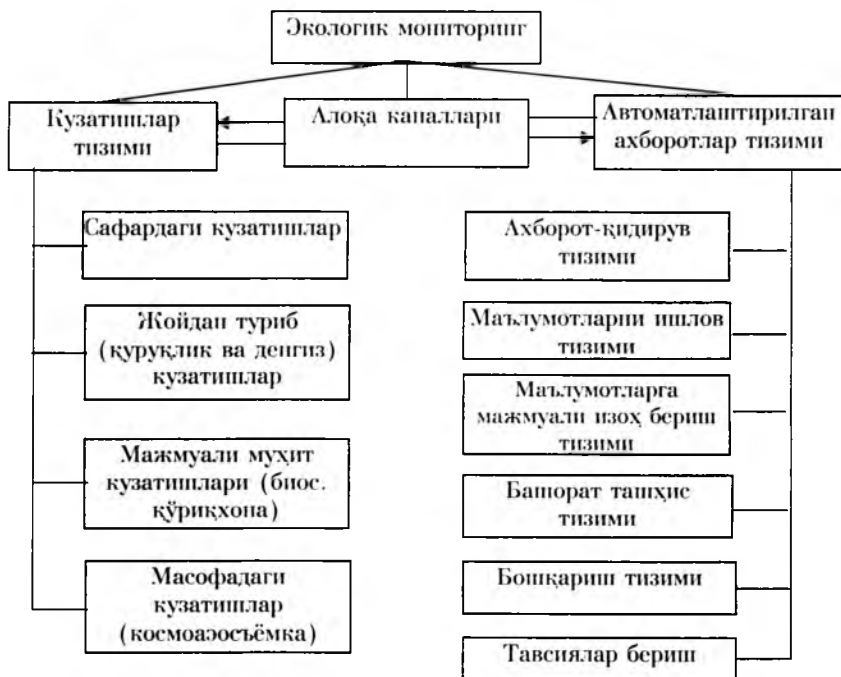 Экологик мониторинг
Кузатишлар
тизими
Алоқа каналлари
Автоматлаштирилган
ахборотлар тизими
Сафардаги кузатишлар
Жойдан туриб
(қуруқлик ва денгиз)
кузатишлар
Мажмуали муҳит
кузатишлари (биос.
қўриқхона)
Масофадаги
кузатишлар
(космоаэосъёмка)
Ахборот-қидирув
тизими
Маълумотларни ишлов
тизими
Маълумотларга
мажмуали изоҳ бериш
тизими
Башорат ташҳис
тизими
Бошқариш тизими
Тавсиялар бериш